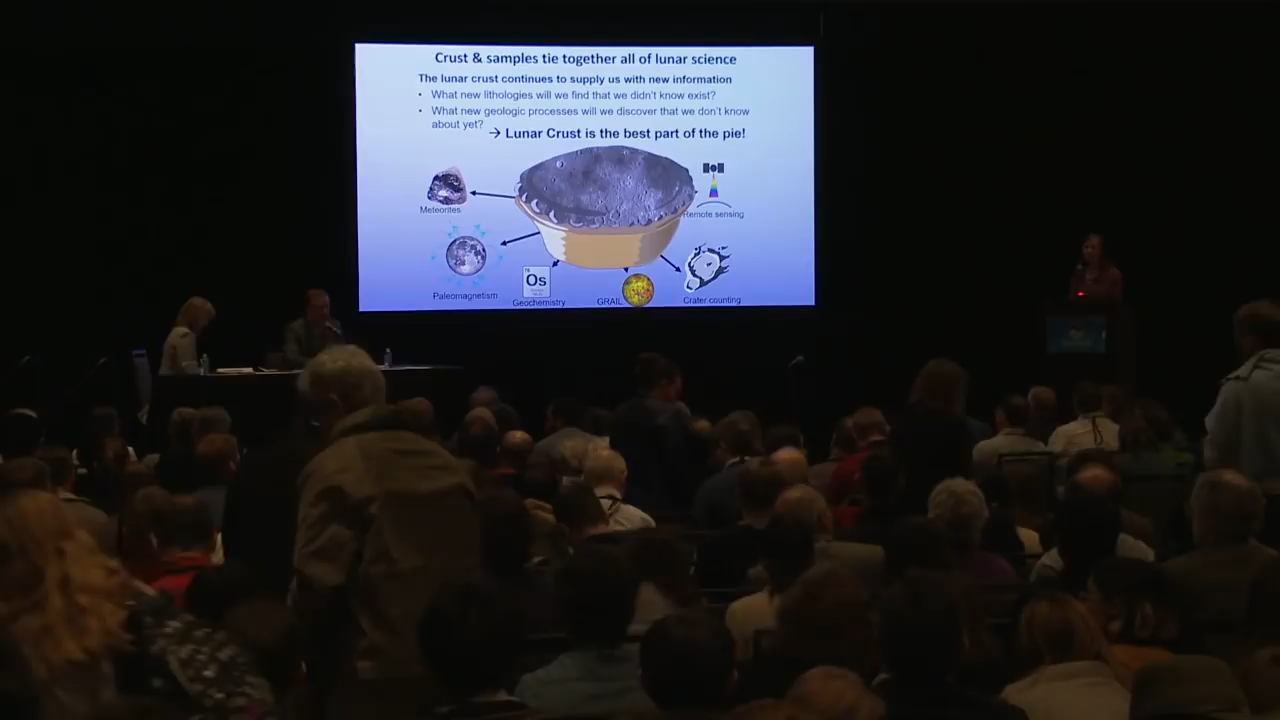 Crust & samples tie together all of lunar science
The lunar crust continues to supply us with new information
• What new lithologies will we find that we didn't know exist?
• What new geologic processes will we discover that we don't know
about yet?
→ Lunar Crust is the best part of the pie!
Meteorites
Remote sensing
Paleomagnetism
Os
Geochemistry
GRAIL
Crater counting